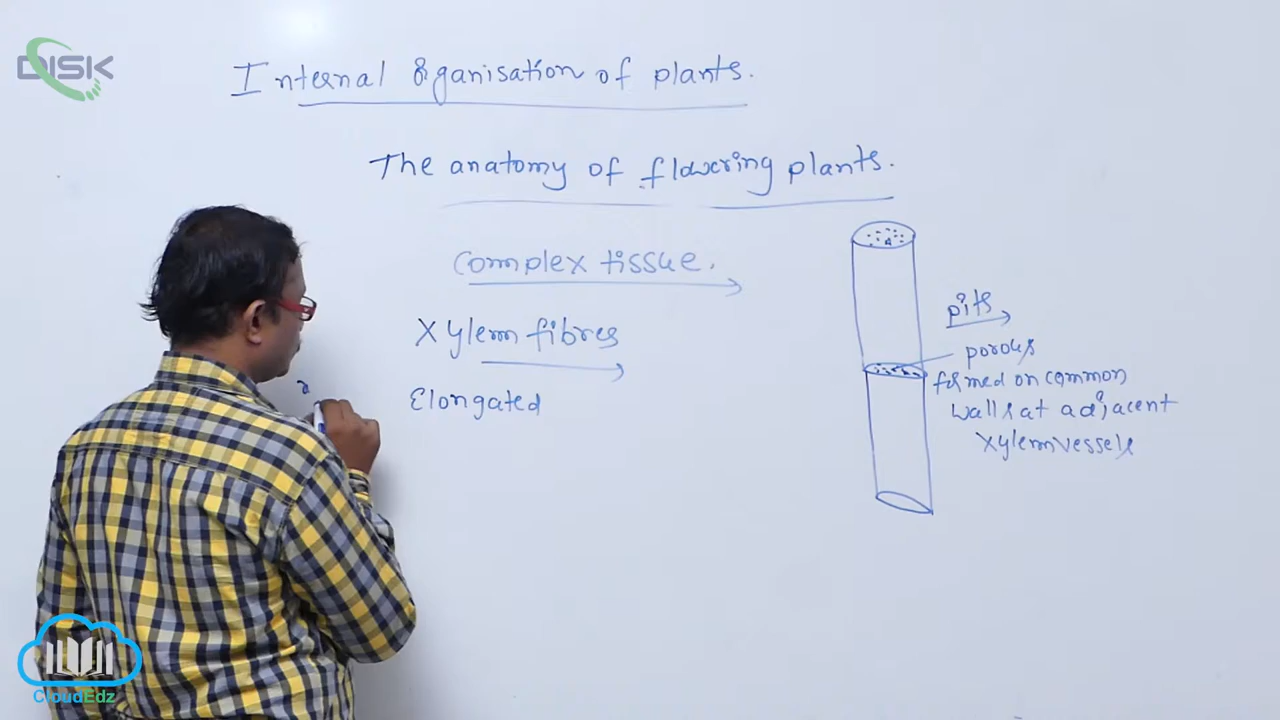 DISK
Internal Organisation of plants.
The anatomy of flowering plants.
Complex tissue.
Xylem fibres
Elongated
pits
porous
formed on common
walls at adjacent
xylem vessels
CloudEdz